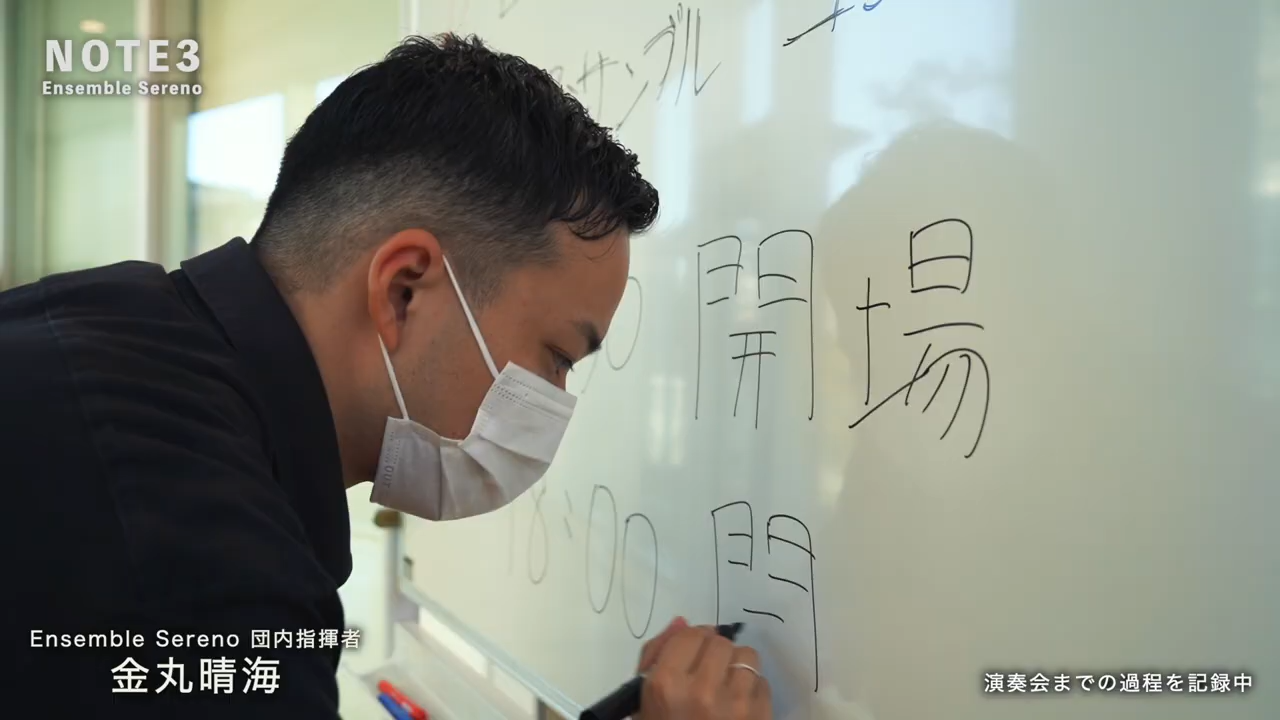 NOTE3
Ensemble Sereno
サンブル
開場
18:00 開
Ensemble Sereno 団内指揮者
金丸晴海
演奏会までの過程を記録中